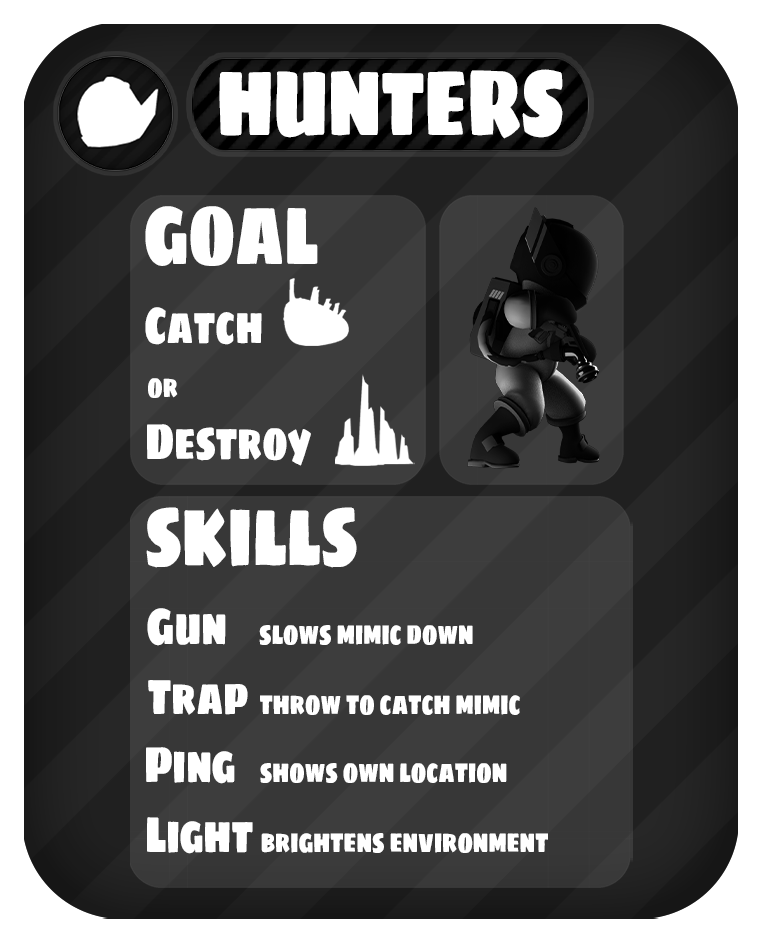 HUNTERS
GOAL
CATCH
OR
DESTROY
SKILLS
GUN SLOWS MIMIC DOWN
TRAP THROW TO CATCH MIMIC
PING SHOWS OWN LOCATION
LIGHT BRIGHTENS ENVIRONMENT